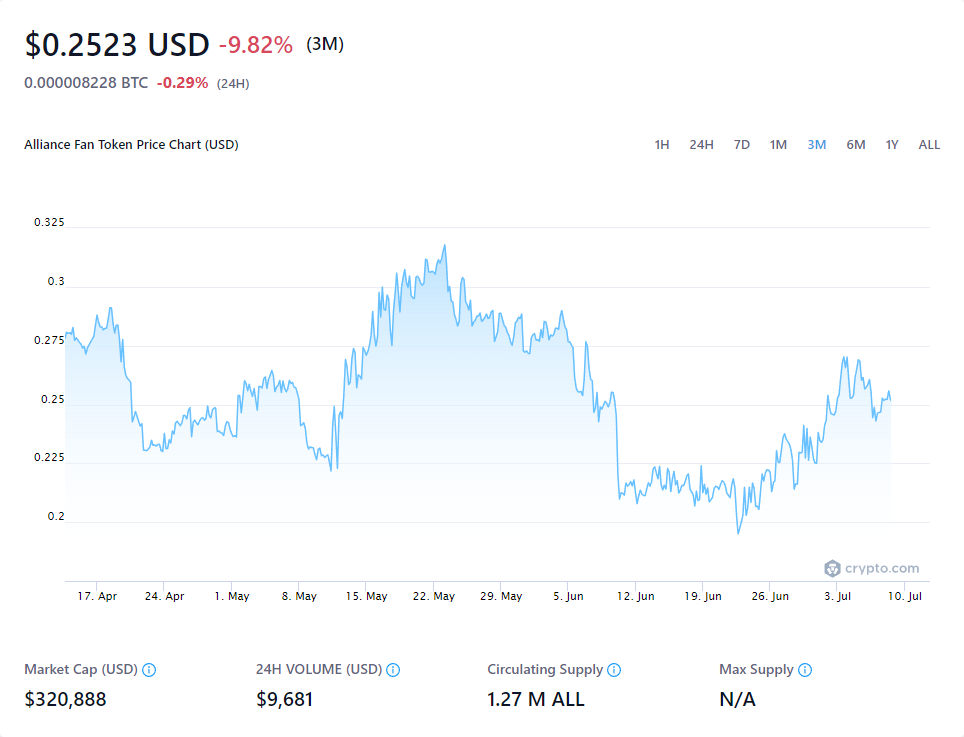 $0.2523 USD -9.82% (3M)
0.000008228 BTC -0.29% (24H)
Alliance Fan Token Price Chart (USD) 1H 24H 7D 1M 3M 6M 1Y ALL
0.325
0.3
0.275
0.25
0.225
0.2
crypto.com
17. Apr 24. Apr 1. May 8. May 15. May 22. May 29. May 5. Jun 12. Jun 19. Jun 26. Jun 3. Jul 10. Jul
Market Cap (USD) 24H VOLUME (USD) Circulating Supply Max Supply
$320,888 $9,681 1.27 M ALL N/A